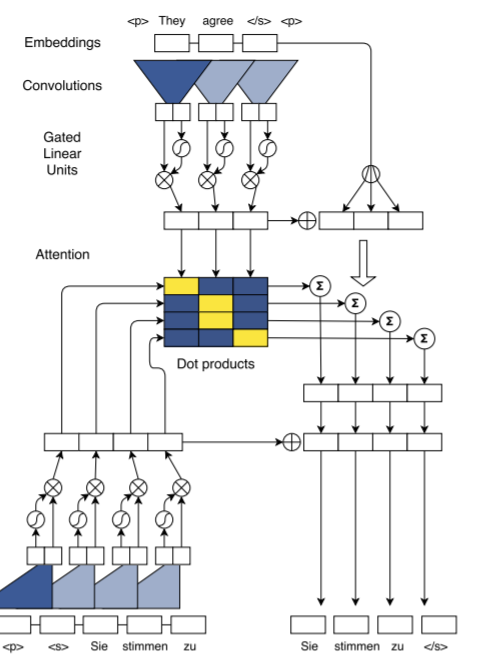 <p> They agree </s> <p>
Embeddings
Convolutions
Gated
Linear
Units
Attention
Σ
Σ
Σ
Σ
Dot products
<p> <s> Sie stimmen zu
Sie stimmen zu </s>